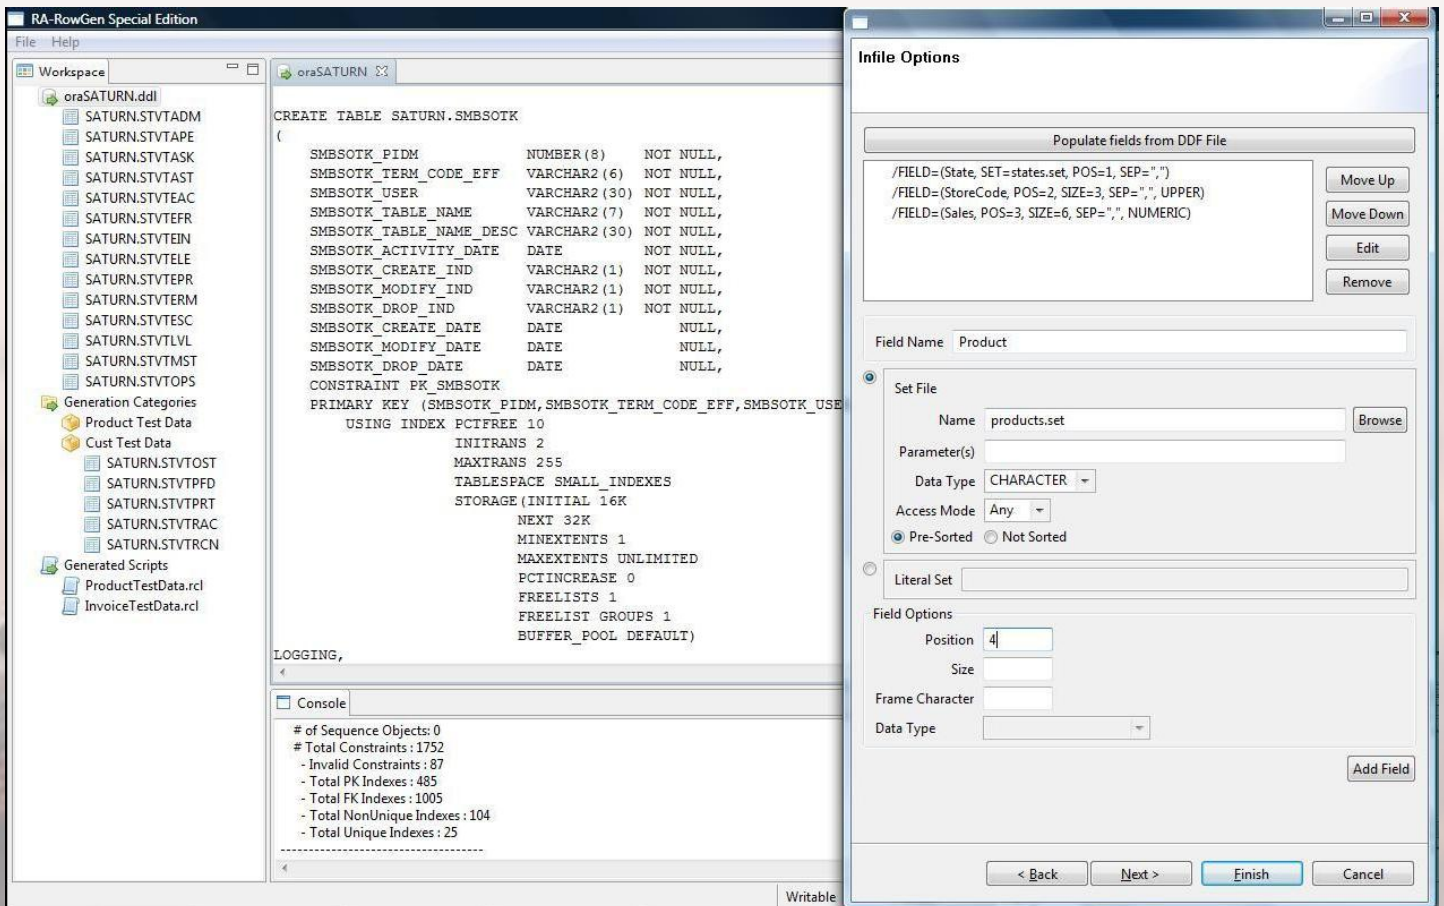 RA-RowGen Special Edition
File Help
Workspace
oraSATURN.ddl
SATURN.STVTADM
SATURN.STVTAPE
SATURN.STVTASK
SATURN.STVTAST
SATURN.STVTEAC
SATURN.STVTEFR
SATURN.STVTEIN
SATURN.STVTELE
SATURN.STVTEPR
SATURN.STVTERM
SATURN.STVTESC
SATURN.STVTLVL
SATURN.STVTMST
SATURN.STVTOPS
Generation Categories
Product Test Data
Cust Test Data
SATURN.STVTOST
SATURN.STVTPFD
SATURN.STVTPRT
SATURN.STVTRAC
SATURN.STVTRCN
Generated Scripts
ProductTestData.rcl
InvoiceTestData.rcl
oraSATURN
CREATE TABLE SATURN.SMBSOTK
(
SMBSOTK_PIDM NUMBER(8) NOT NULL,
SMBSOTK_TERM_CODE_EFF VARCHAR2(6) NOT NULL,
SMBSOTK_USER VARCHAR2(30) NOT NULL,
SMBSOTK_TABLE_NAME VARCHAR2(7) NOT NULL,
SMBSOTK_TABLE_NAME_DESC VARCHAR2(30) NOT NULL,
SMBSOTK_ACTIVITY_DATE DATE NOT NULL,
SMBSOTK_CREATE_IND VARCHAR2(1) NOT NULL,
SMBSOTK_MODIFY_IND VARCHAR2(1) NOT NULL,
SMBSOTK_DROP_IND VARCHAR2(1) NOT NULL,
SMBSOTK_CREATE_DATE DATE NULL,
SMBSOTK_MODIFY_DATE DATE NULL,
SMBSOTK_DROP_DATE DATE NULL,
CONSTRAINT PK_SMBSOTK
PRIMARY KEY (SMBSOTK_PIDM,SMBSOTK_TERM_CODE_EFF,SMBSOTK_USE
USING INDEX PCTFREE 10
INITRANS 2
MAXTRANS 255
TABLESPACE SMALL_INDEXES
STORAGE(INITIAL 16K
NEXT 32K
MINEXTENTS 1
MAXEXTENTS UNLIMITED
PCTINCREASE 0
FREELISTS 1
FREELIST GROUPS 1
BUFFER_POOL DEFAULT)
LOGGING,
Console
# of Sequence Objects: 0
# Total Constraints : 1752
- Invalid Constraints : 87
- Total PK Indexes : 485
- Total FK Indexes : 1005
- Total NonUnique Indexes : 104
- Total Unique Indexes : 25
-----------------------------------
Writable
Infile Options
Populate fields from DDF File
/FIELD=(State, SET=states.set, POS=1, SEP=",")
/FIELD=(StoreCode, POS=2, SIZE=3, SEP=",", UPPER)
/FIELD=(Sales, POS=3, SIZE=6, SEP=",", NUMERIC)
Move Up
Move Down
Edit
Remove
Field Name Product
Set File
Name products.set Browse
Parameter(s)
Data Type CHARACTER
Access Mode Any
Pre-Sorted Not Sorted
Literal Set
Field Options
Position 4
Size
Frame Character
Data Type
Add Field
< Back Next > Finish Cancel